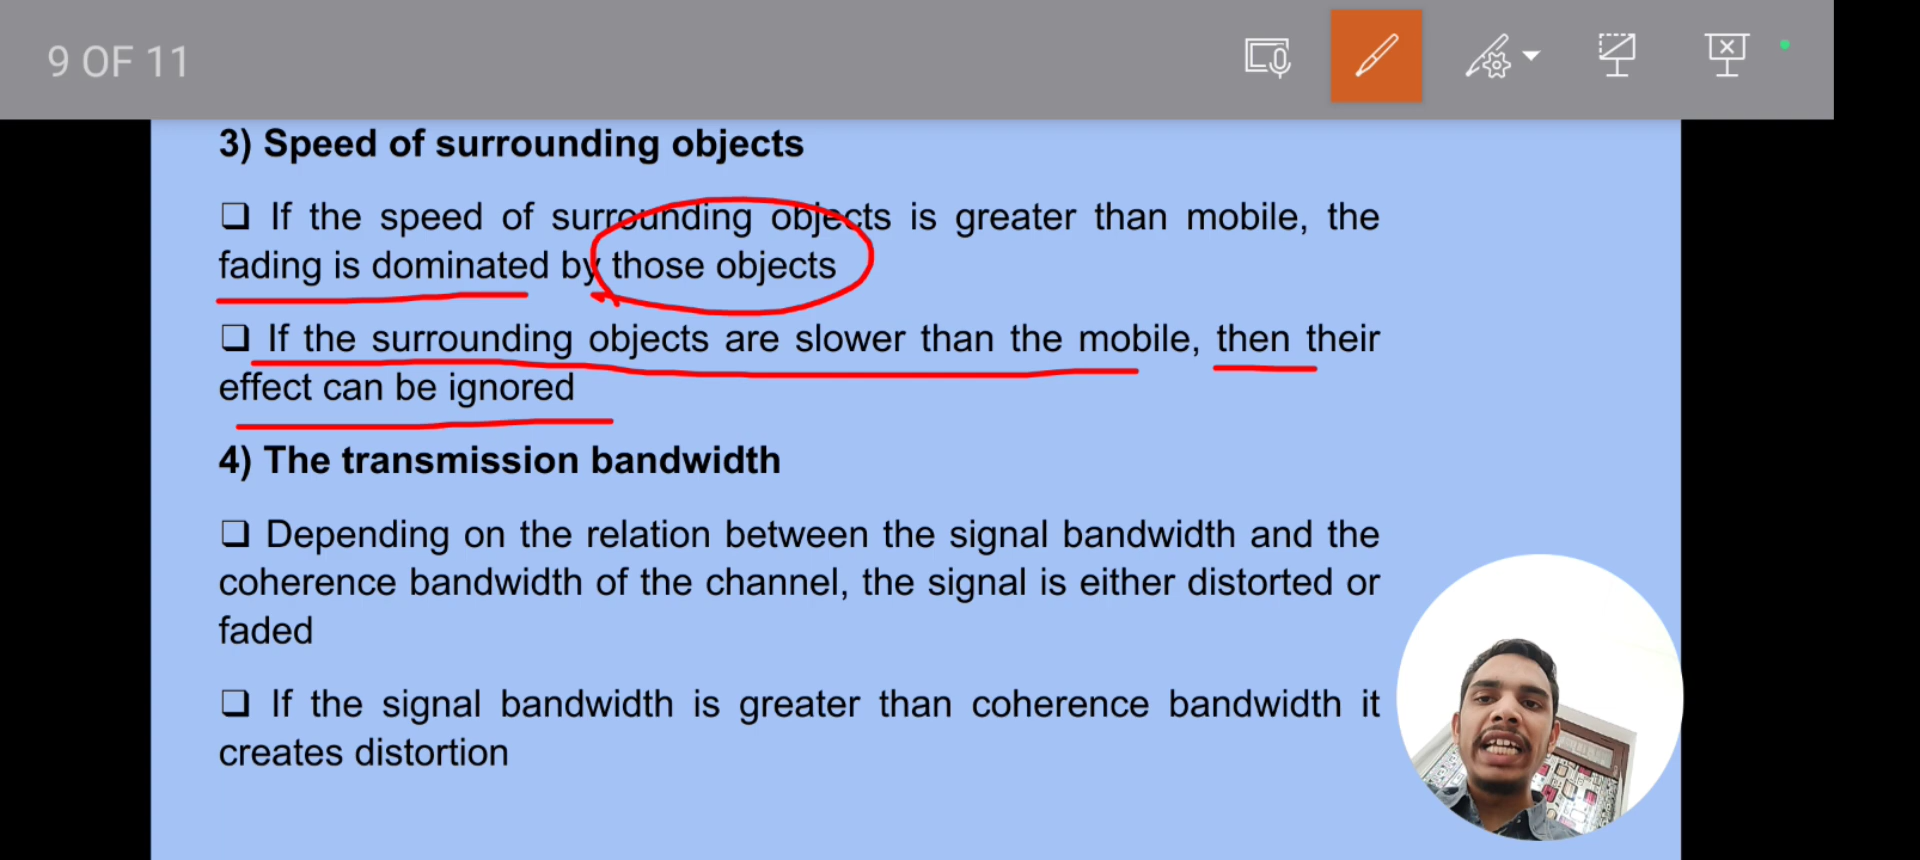 9 OF 11
3) Speed of surrounding objects
❑ If the speed of surrounding objects is greater than mobile, the
fading is dominated by those objects
❑ If the surrounding objects are slower than the mobile, then their
effect can be ignored
4) The transmission bandwidth
❑ Depending on the relation between the signal bandwidth and the
coherence bandwidth of the channel, the signal is either distorted or
faded
❑ If the signal bandwidth is greater than coherence bandwidth it
creates distortion